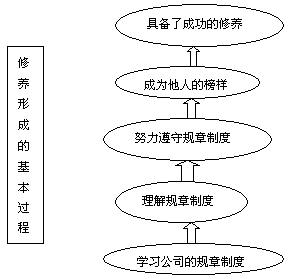 修养形成的基本过程
具备了成功的修养
成为他人的榜样
努力遵守规章制度
理解规章制度
学习公司的规章制度